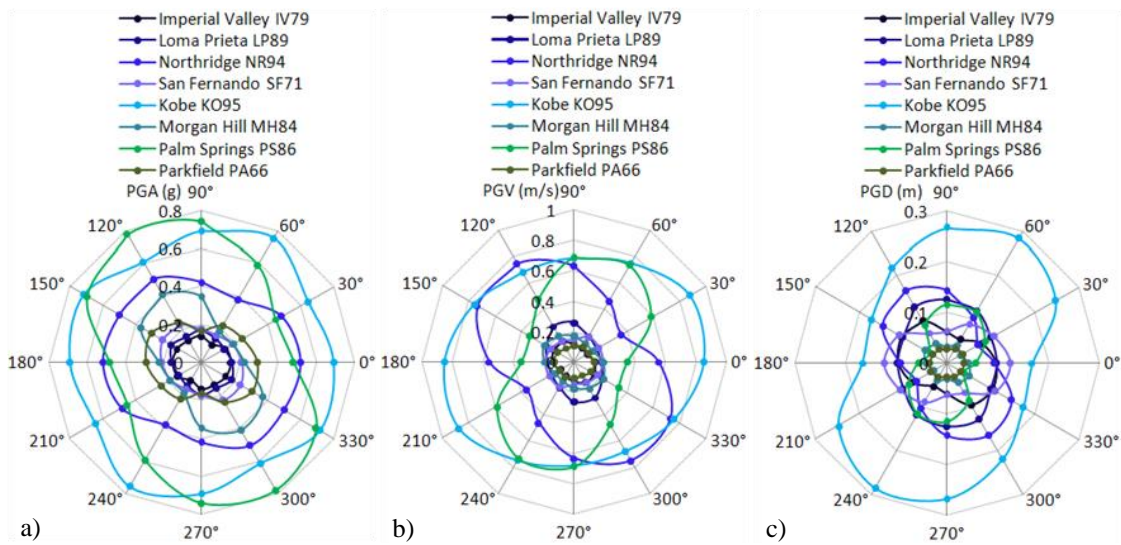 Imperial Valley IV79
Loma Prieta LP89
Northridge NR94
San Fernando SF71
Kobe KO95
Morgan Hill MH84
Palm Springs PS86
Parkfield PA66
PGA (g) 90°
0.8
120° 60°
0.6
0.4
150° 30°
0.2
180° 0 0°
210° 330°
240° 300°
270°
a)
Imperial Valley IV79
Loma Prieta LP89
Northridge NR94
San Fernando SF71
Kobe KO95
Morgan Hill MH84
Palm Springs PS86
Parkfield PA66
PGV (m/s) 90°
1
120° 60°
0.8
0.6
0.4
150° 30°
0.2
180° 0 0°
210° 330°
240° 300°
270°
b)
Imperial Valley IV79
Loma Prieta LP89
Northridge NR94
San Fernando SF71
Kobe KO95
Morgan Hill MH84
Palm Springs PS86
Parkfield PA66
PGD (m) 90°
0.3
120° 60°
0.2
150° 30°
0.1
180° 0 0°
210° 330°
240° 300°
270°
c)